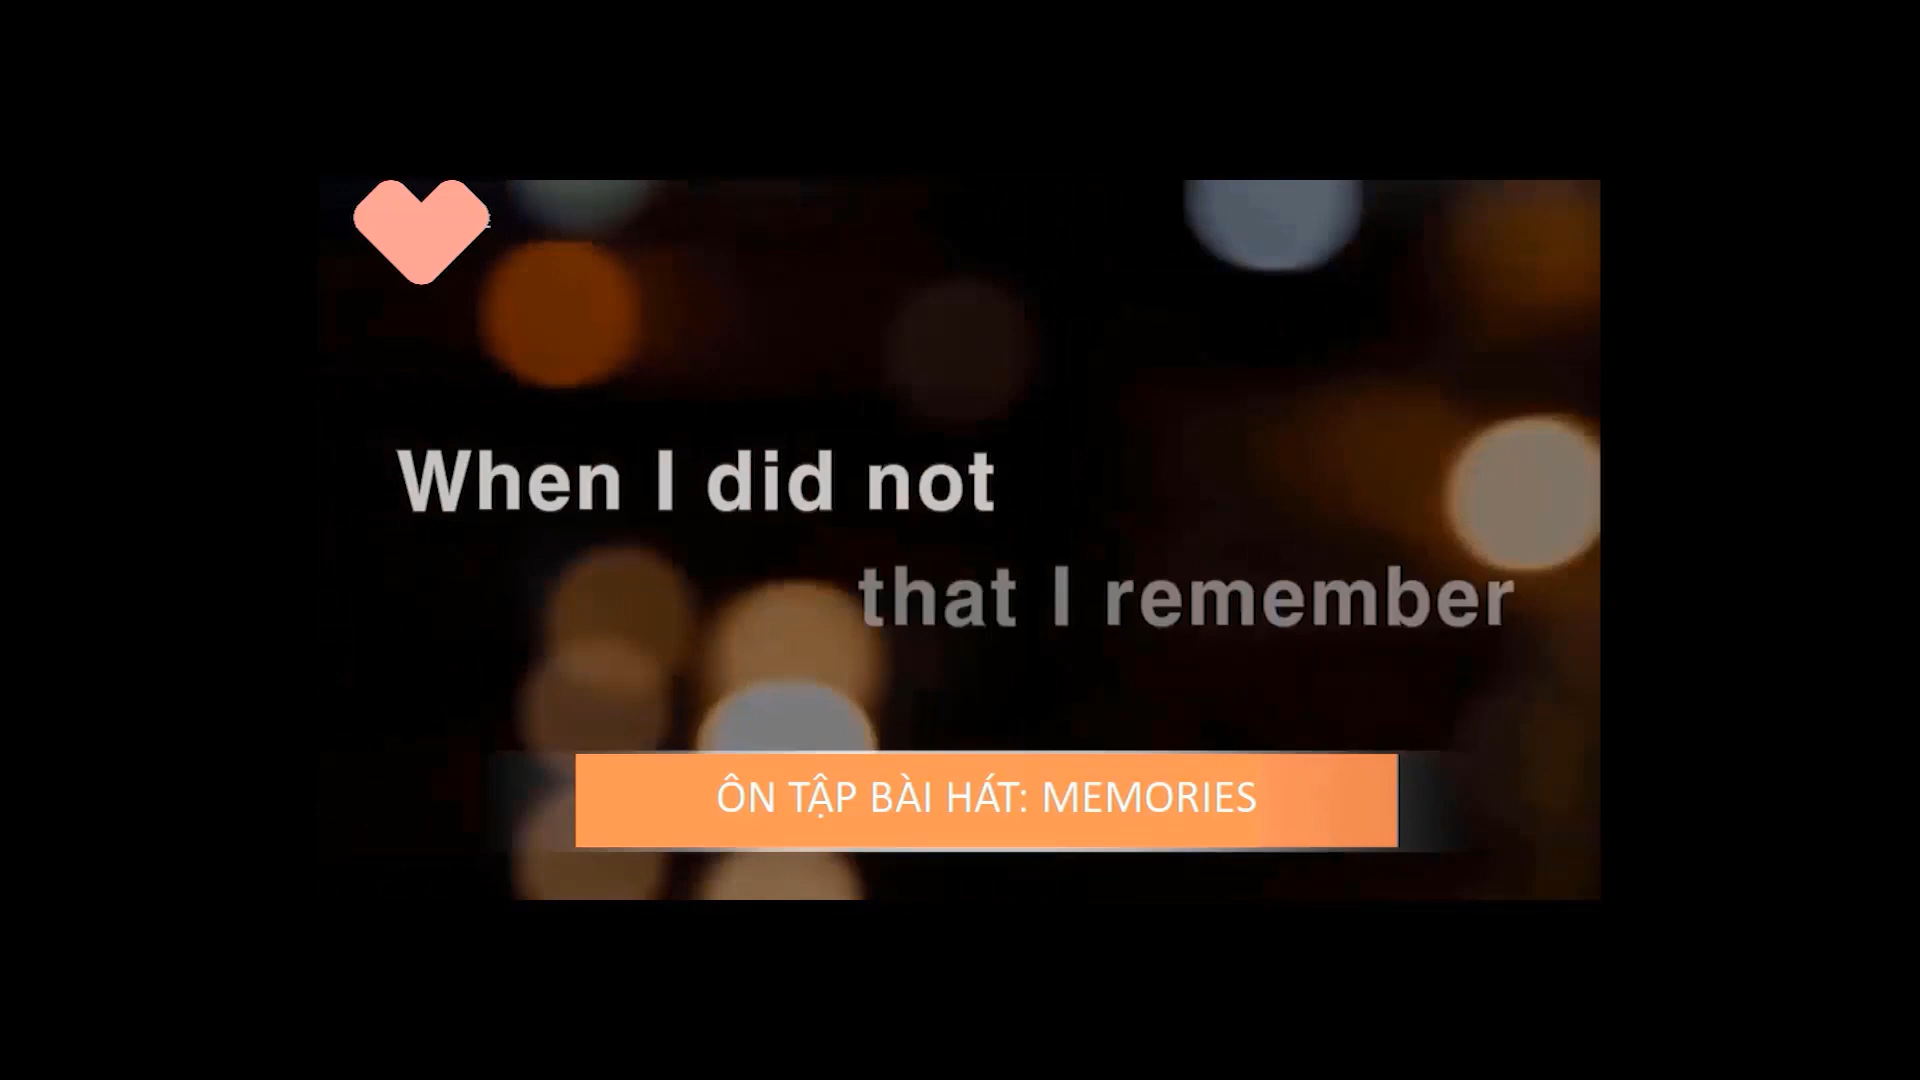 When I did not
that I remember
ÔN TẬP BÀI HÁT: MEMORIES